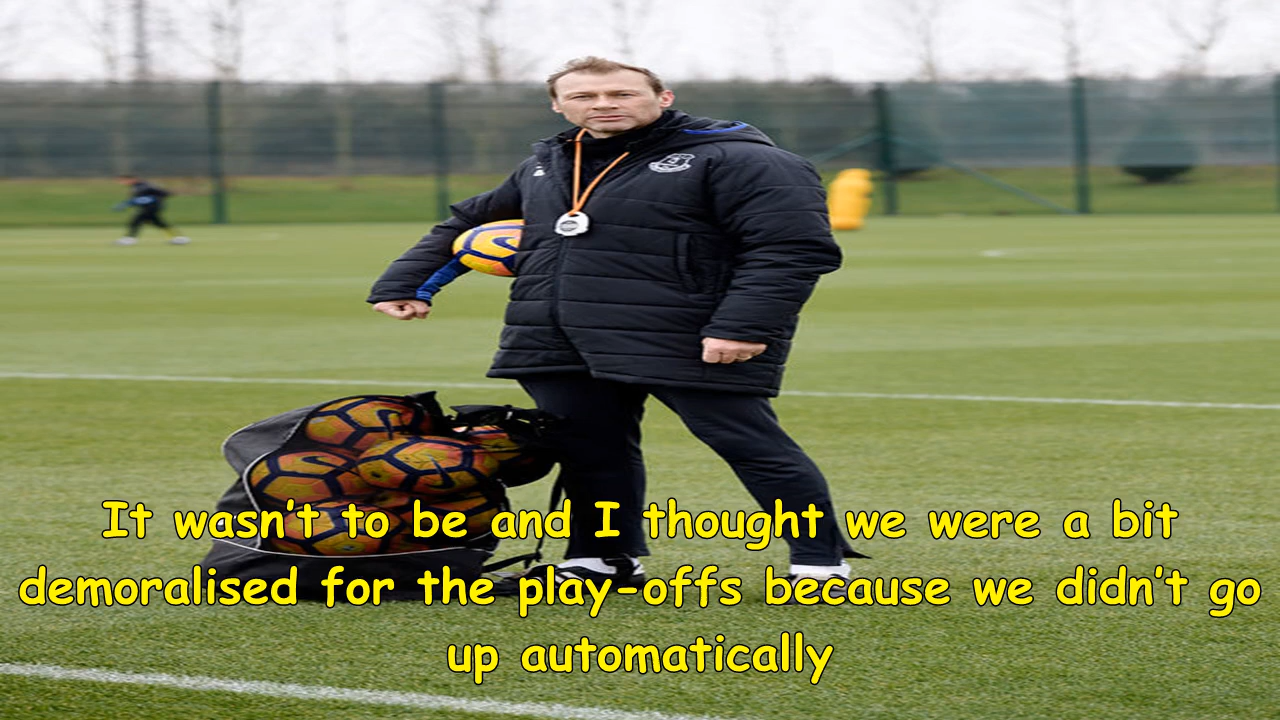 It wasn't to be and I thought we were a bit
demoralised for the play-offs because we didn't go
up automatically